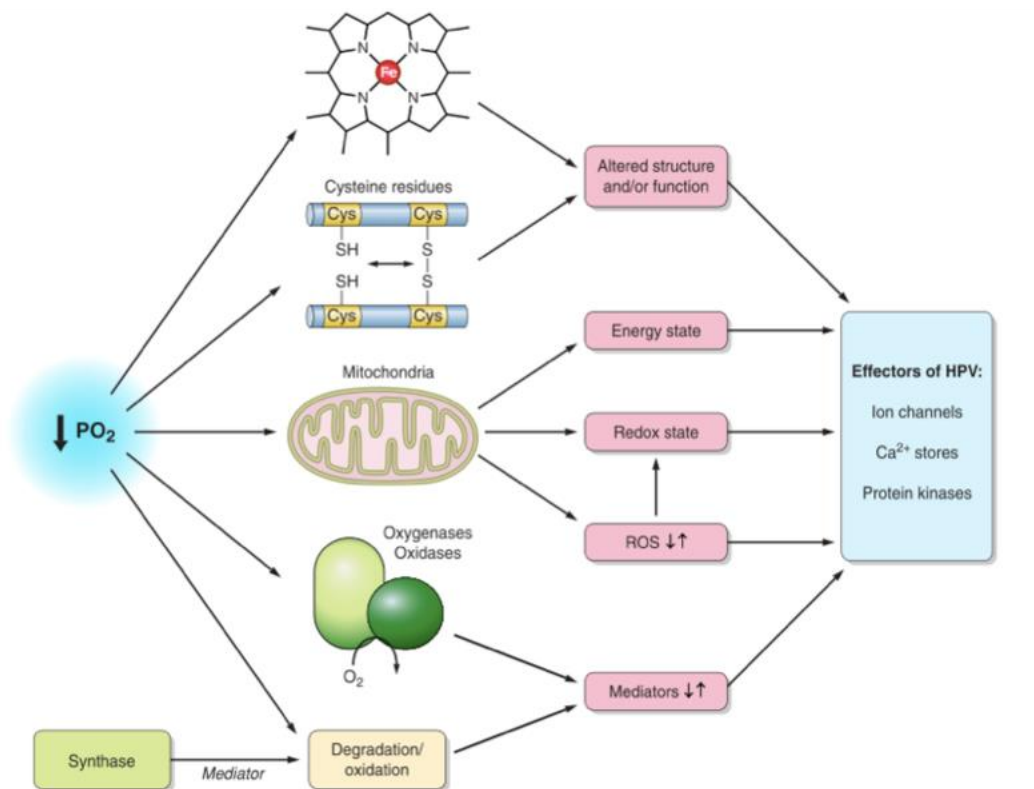 N
N
Fe
N
N
Cysteine residues
Cys
Cys
SH
S
SH
S
Cys
Cys
Mitochondria
↓ PO₂
Oxygenases
Oxidases
O₂
Synthase
Mediator
Degradation/
oxidation
Altered structure
and/or function
Energy state
Redox state
ROS ↓↑
Mediators ↓↑
Effectors of HPV:
Ion channels
Ca²⁺ stores
Protein kinases